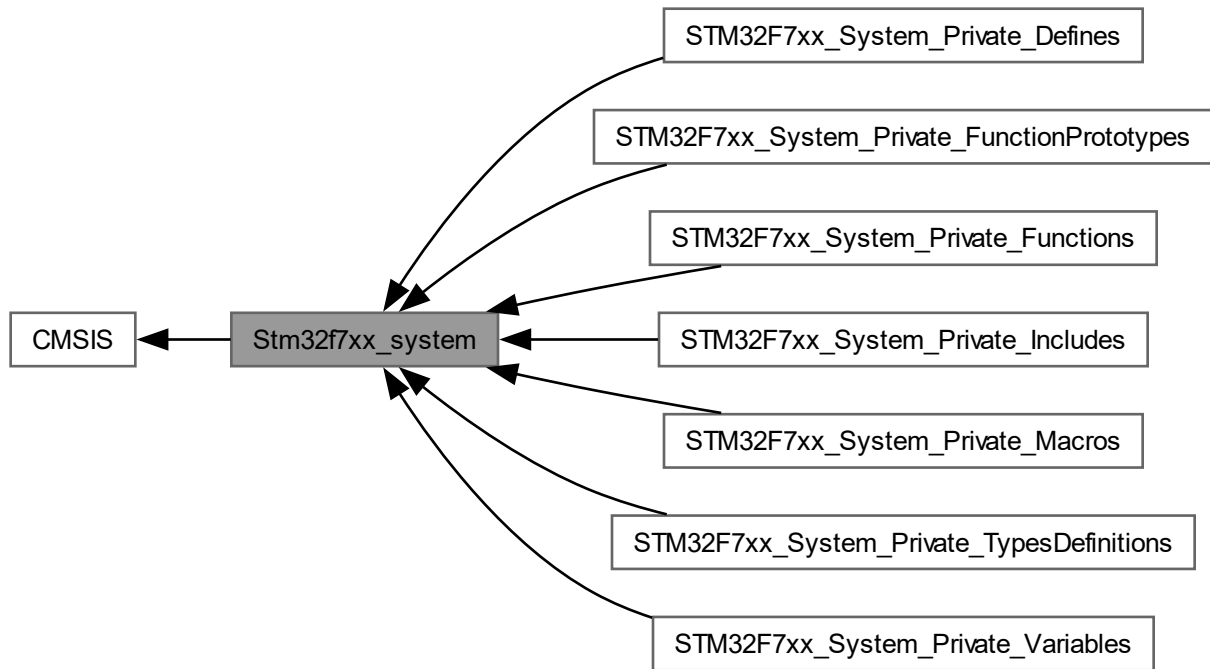 STM32F7xx_System_Private_Defines
STM32F7xx_System_Private_FunctionPrototypes
STM32F7xx_System_Private_Functions
CMSIS
Stm32f7xx_system
STM32F7xx_System_Private_Includes
STM32F7xx_System_Private_Macros
STM32F7xx_System_Private_TypesDefinitions
STM32F7xx_System_Private_Variables